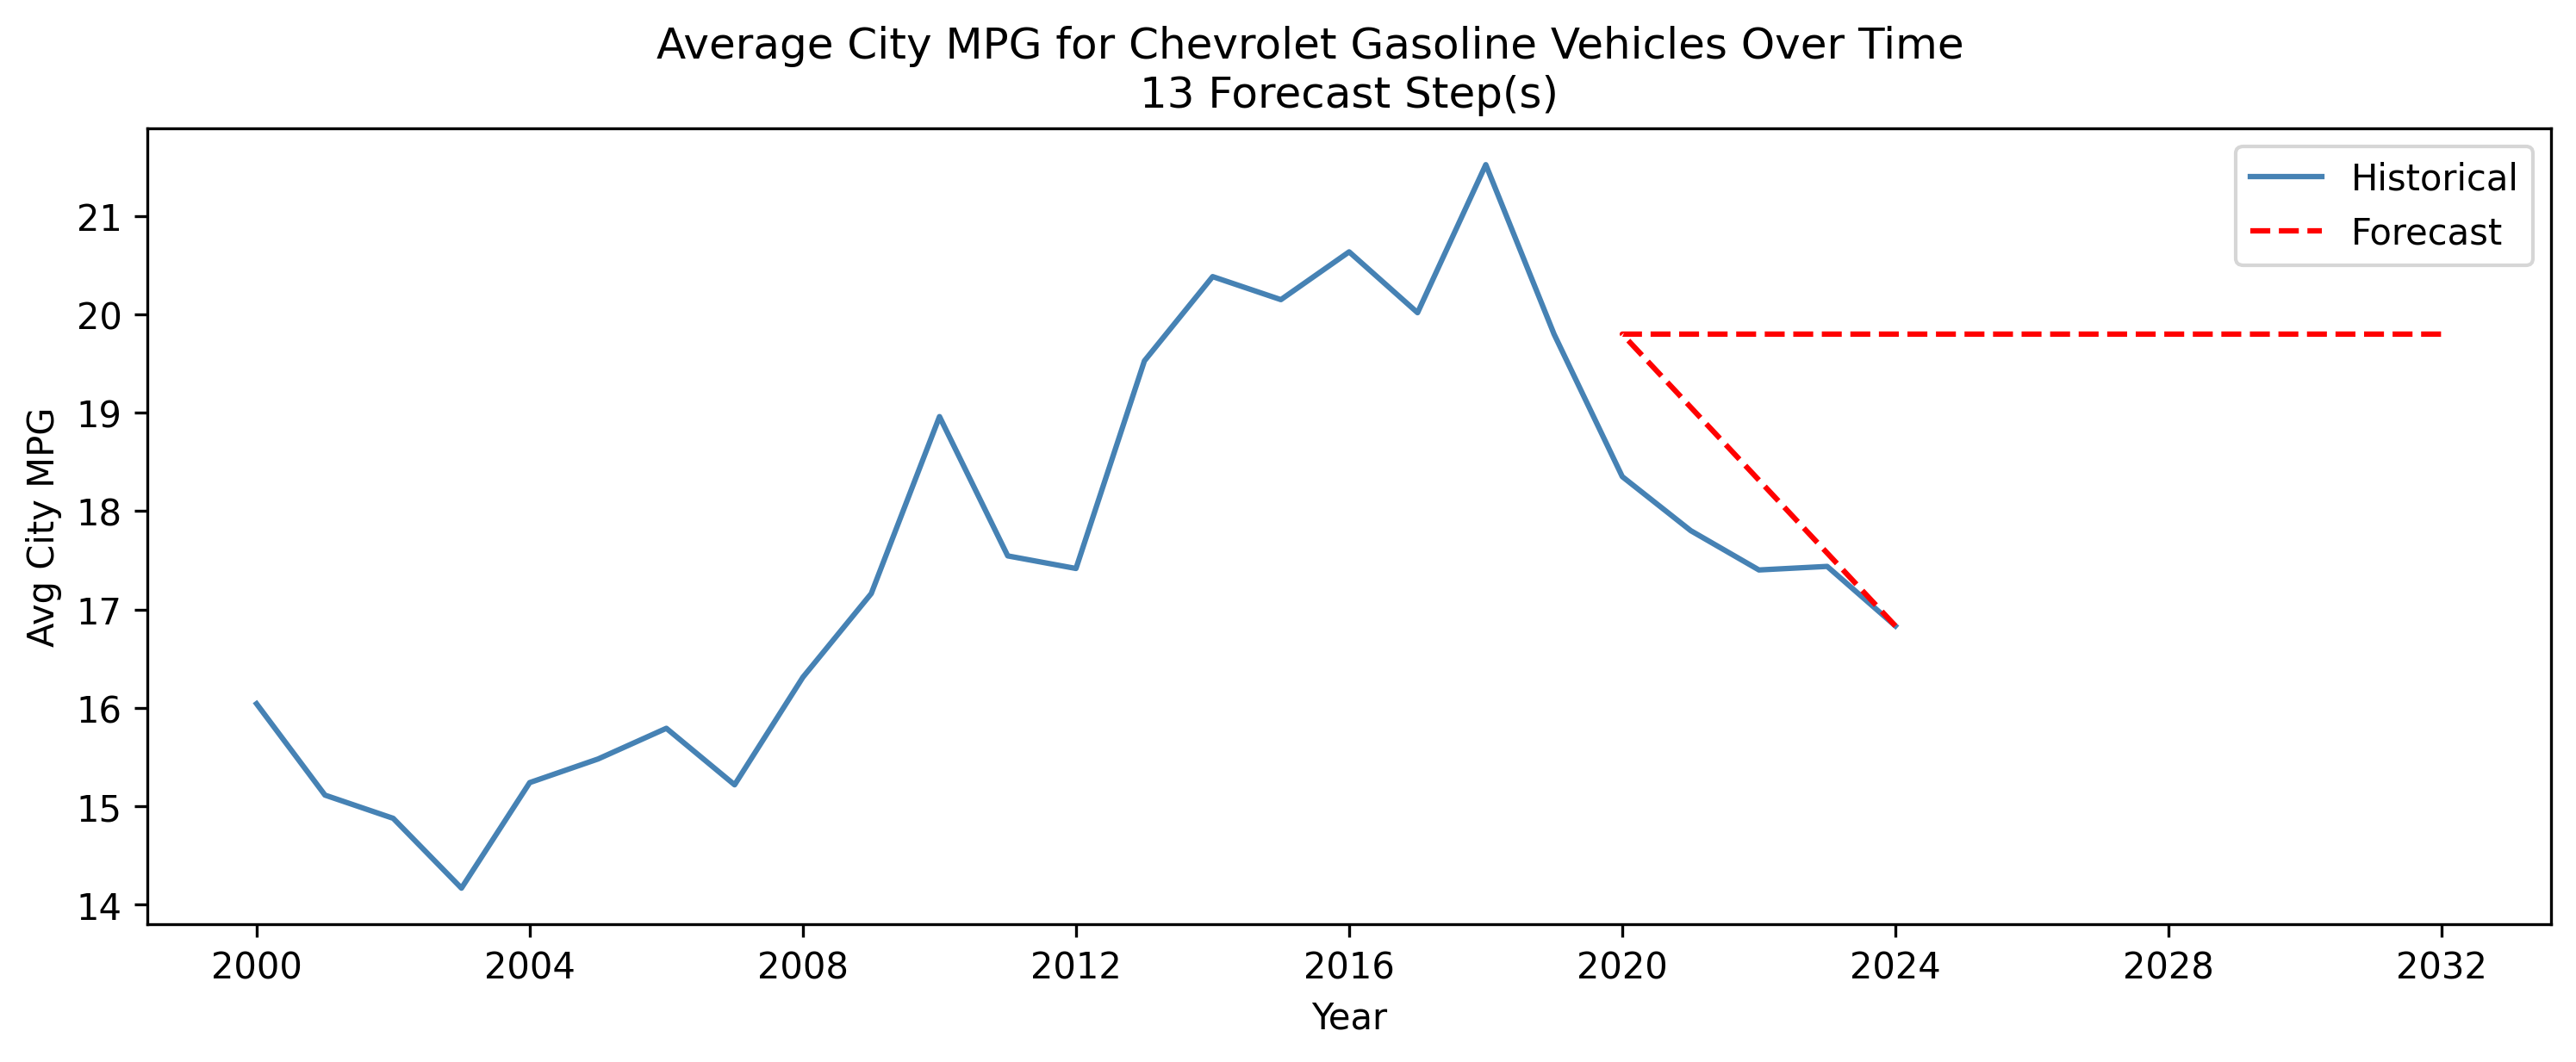 Average City MPG for Chevrolet Gasoline Vehicles Over Time
13 Forecast Step(s)
Historical
Forecast
Avg City MPG
21
20
19
18
17
16
15
14
2000 2004 2008 2012 2016 2020 2024 2028 2032
Year